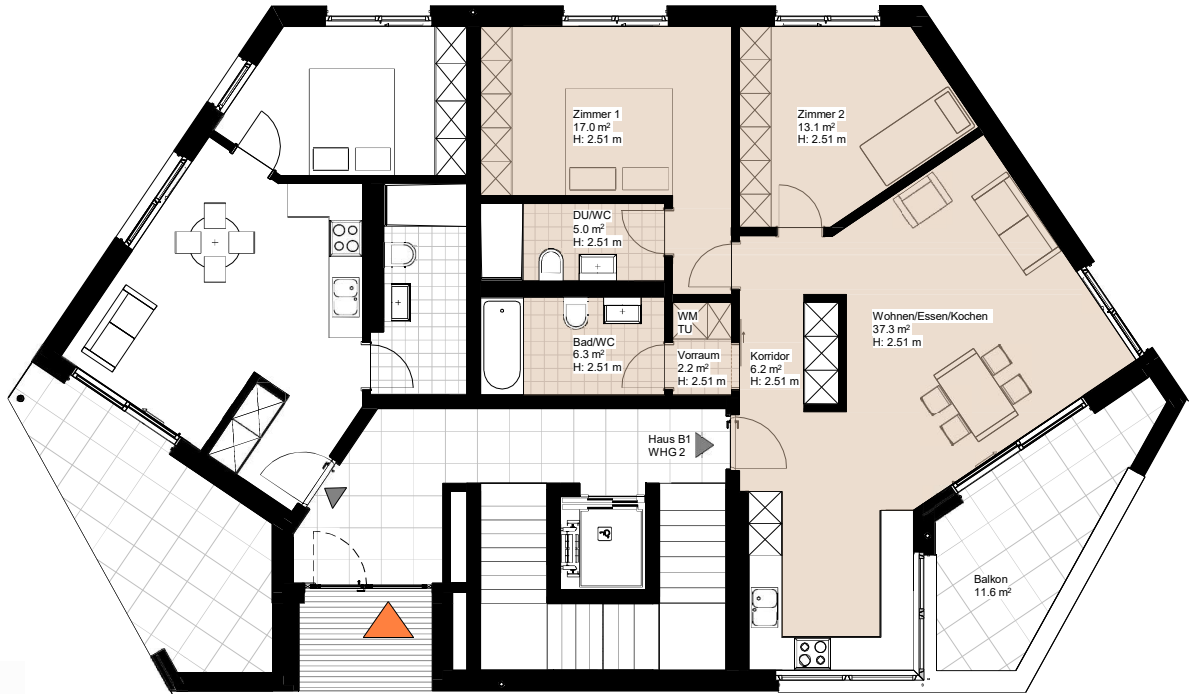 Zimmer 1
17.0 m²
H: 2.51 m
Zimmer 2
13.1 m²
H: 2.51 m
DU/WC
5.0 m²
H: 2.51 m
WM
TU
Bad/WC
6.3 m²
H: 2.51 m
Vorraum
2.2 m²
H: 2.51 m
Korridor
6.2 m²
H: 2.51 m
Wohnen/Essen/Kochen
37.3 m²
H: 2.51 m
Haus B1
WHG 2
Balkon
11.6 m²